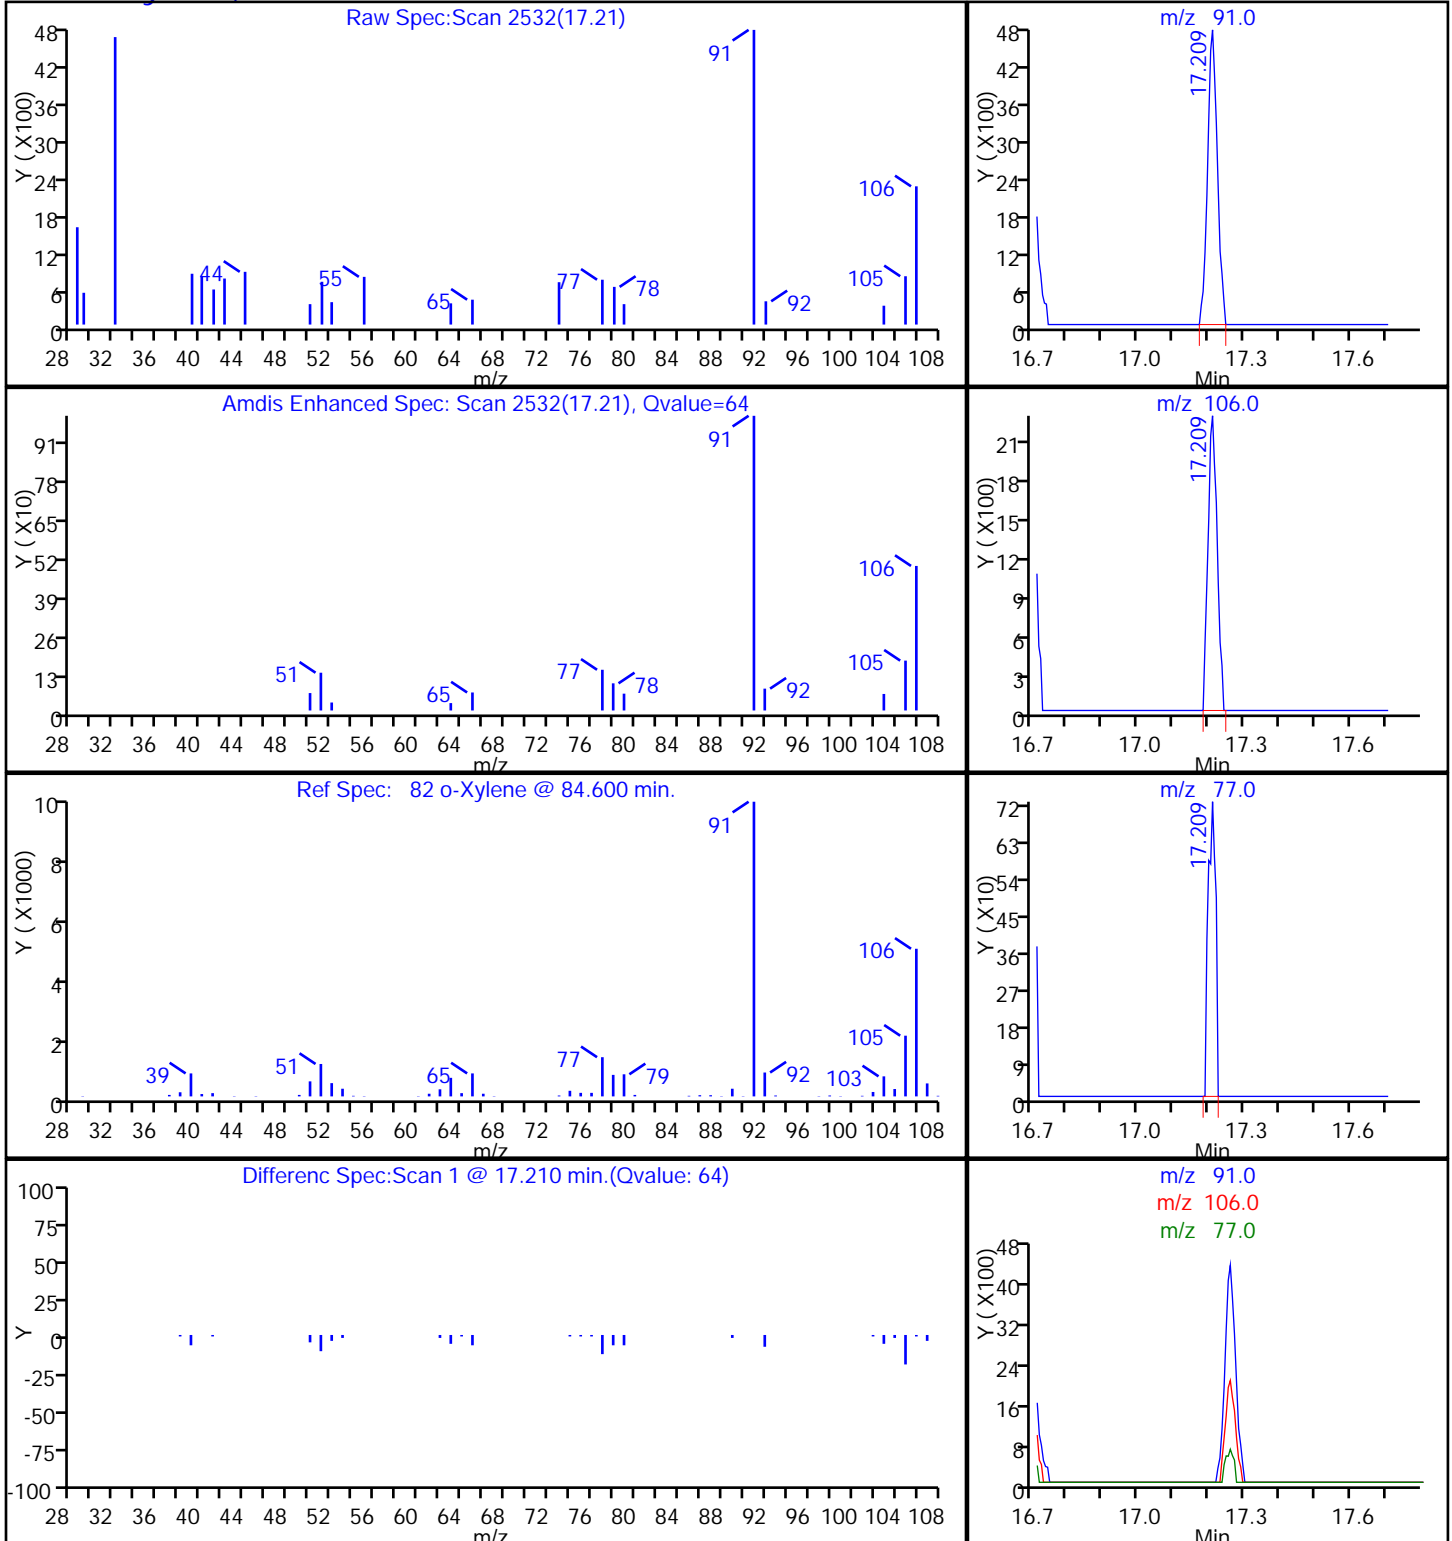 Raw Spec:Scan 2532(17.21)
Y ( X100)
48
42
36
30
24
18
12
6
0
44
55
65
77
78
91
92
105
106
28 32 36 40 44 48 52 56 60 64 68 72 76 80 84 88 92 96 100 104 108
m/z
m/z 91.0
Y ( X100)
48
42
36
30
24
18
12
6
0
17.209
16.7 17.0 17.3 17.6
Min
Amdis Enhanced Spec: Scan 2532(17.21), Qvalue=64
Y ( X10)
91
78
65
52
39
26
13
0
51
65
77
78
91
92
105
106
28 32 36 40 44 48 52 56 60 64 68 72 76 80 84 88 92 96 100 104 108
m/z
m/z 106.0
Y ( X100)
21
18
15
12
9
6
3
0
17.209
16.7 17.0 17.3 17.6
Min
Ref Spec: 82 o-Xylene @ 84.600 min.
Y ( X1000)
10
8
6
4
2
0
39
51
65
77
79
91
92
103
105
106
28 32 36 40 44 48 52 56 60 64 68 72 76 80 84 88 92 96 100 104 108
m/z
m/z 77.0
Y ( X10)
72
63
54
45
36
27
18
9
0
17.209
16.7 17.0 17.3 17.6
Min
Differenc Spec:Scan 1 @ 17.210 min.(Qvalue: 64)
Y
100
75
50
25
0
-25
-50
-75
-100
28 32 36 40 44 48 52 56 60 64 68 72 76 80 84 88 92 96 100 104 108
m/z
m/z 91.0
m/z 106.0
m/z 77.0
Y ( X100)
48
40
32
24
16
8
0
16.7 17.0 17.3 17.6
Min